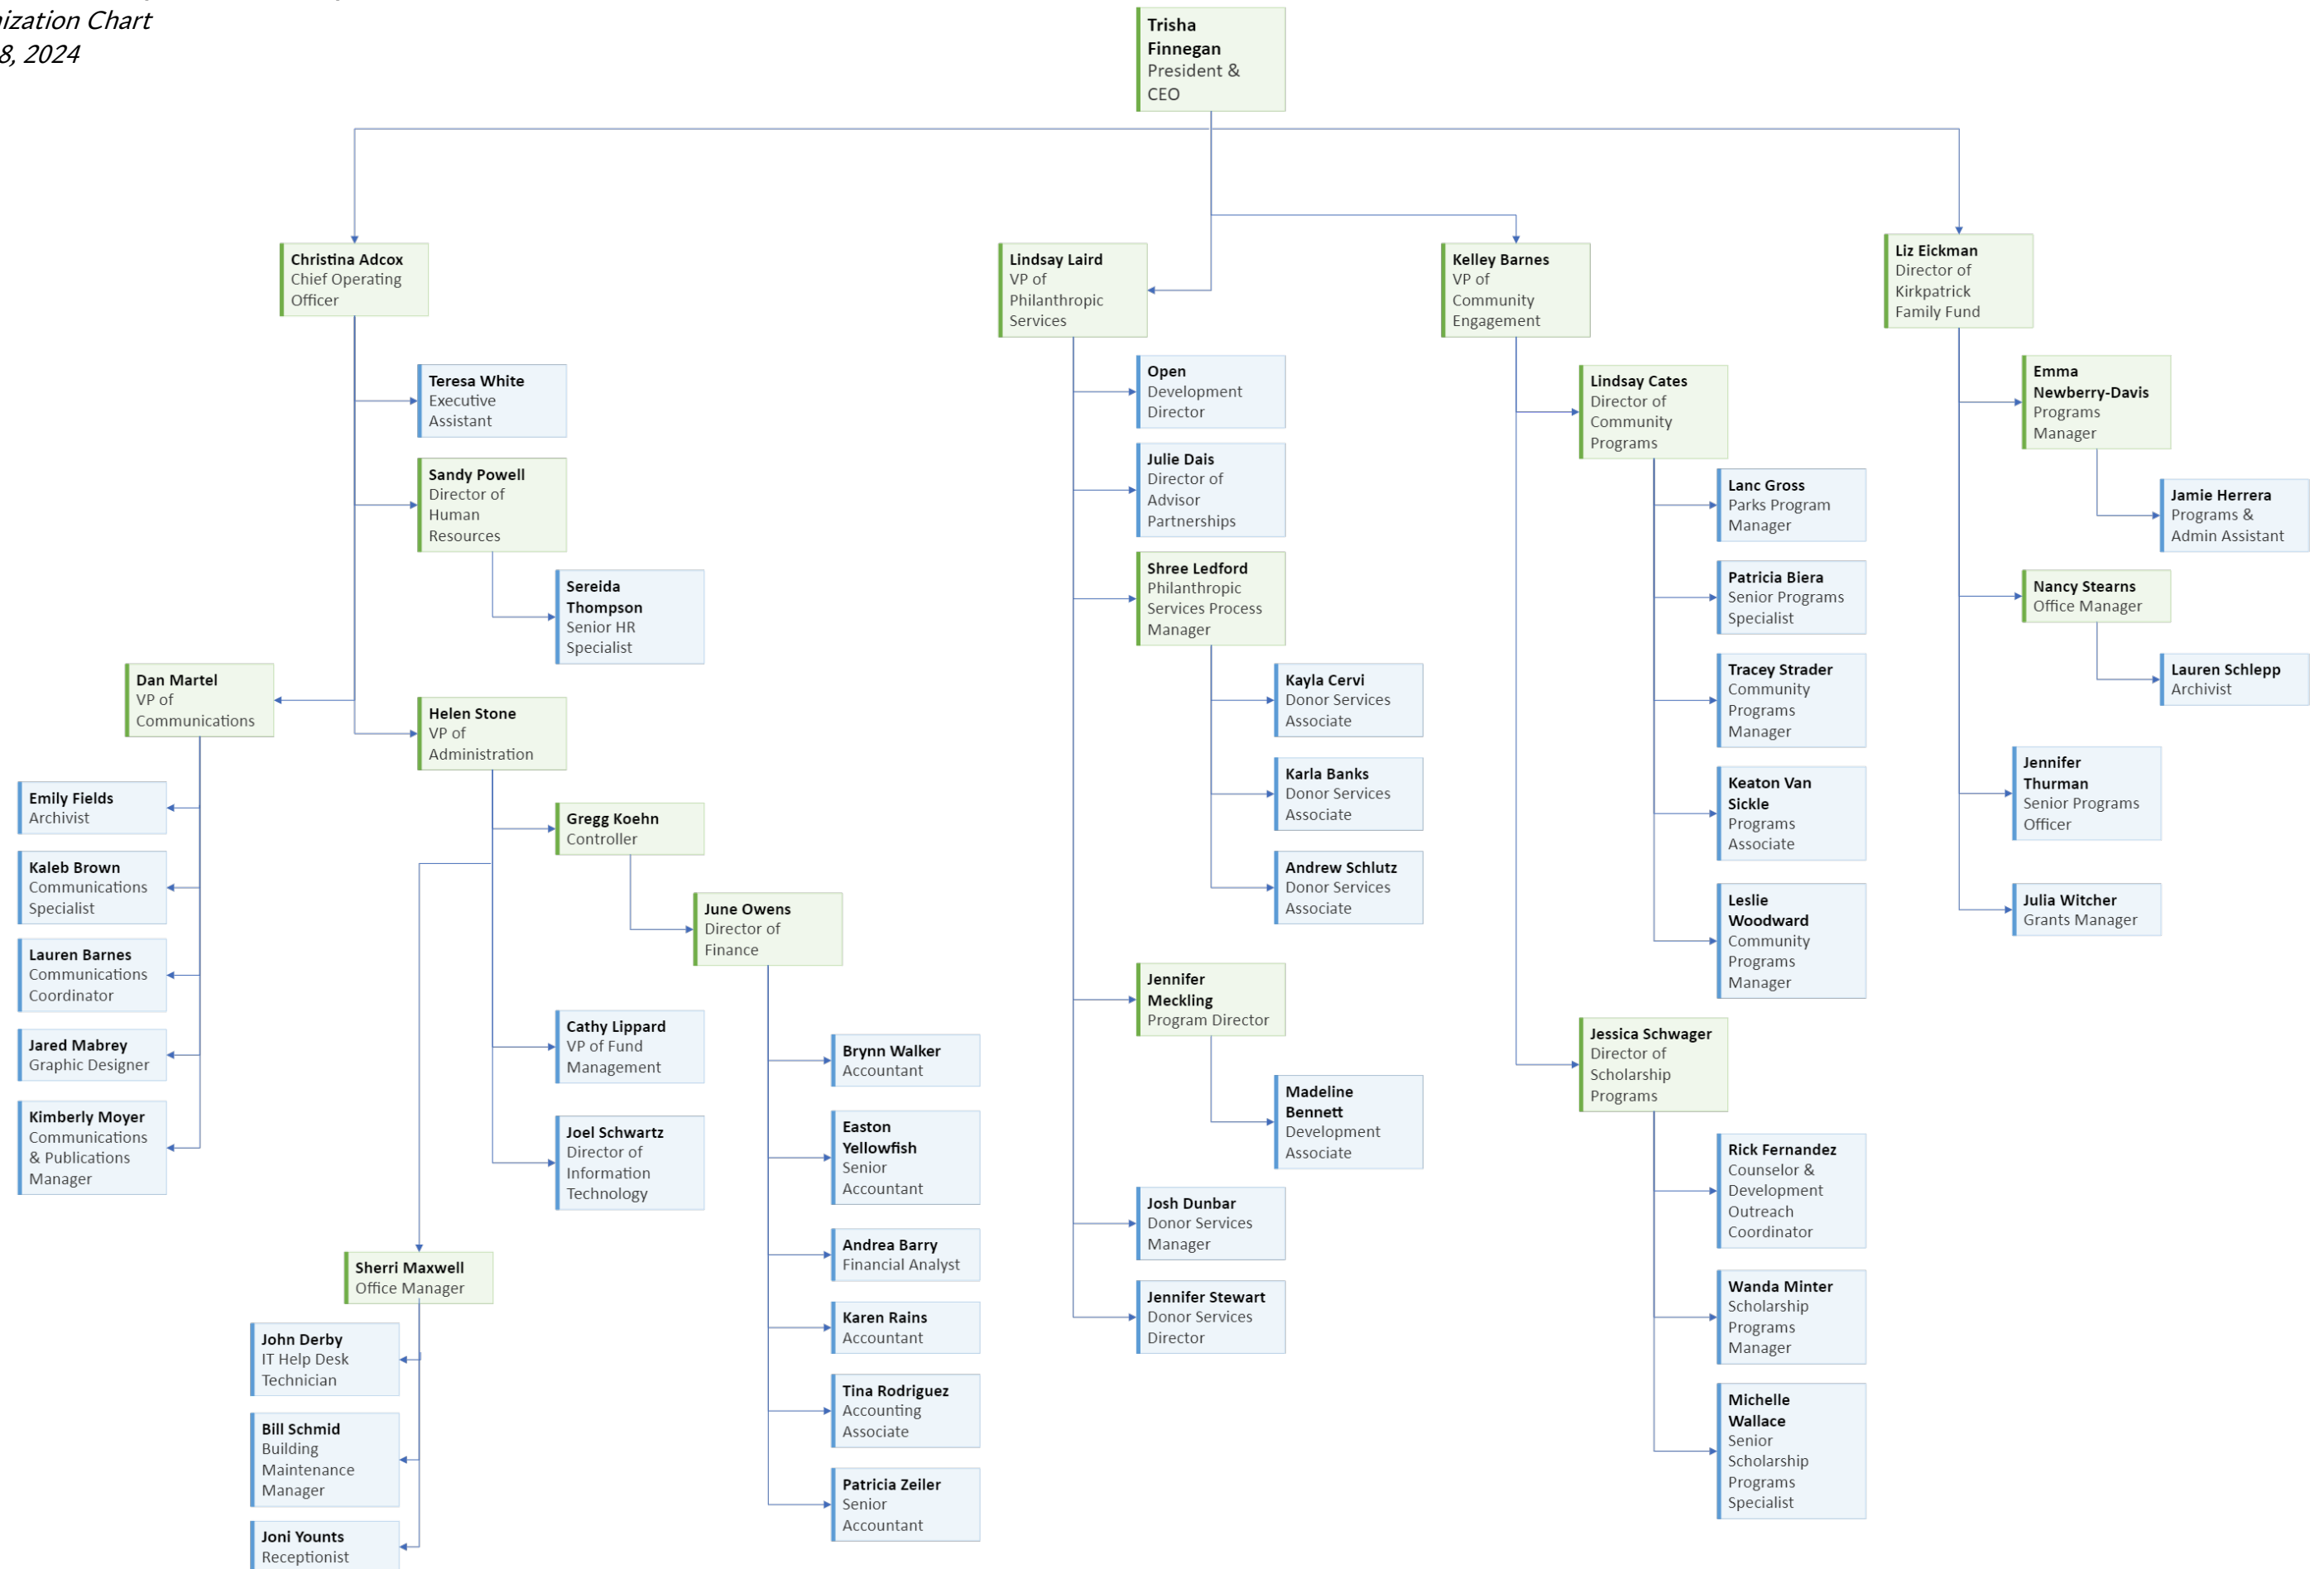 nization Chart
8, 2024
Trisha
Finnegan
President &
CEO
Christina Adcox
Chief Operating
Officer
Teresa White
Executive
Assistant
Sandy Powell
Director of
Human
Resources
Sereida
Thompson
Senior HR
Specialist
Dan Martel
VP of
Communications
Emily Fields
Archivist
Kaleb Brown
Communications
Specialist
Lauren Barnes
Communications
Coordinator
Jared Mabrey
Graphic Designer
Kimberly Moyer
Communications
& Publications
Manager
Helen Stone
VP of
Administration
Gregg Koehn
Controller
June Owens
Director of
Finance
Brynn Walker
Accountant
Easton
Yellowfish
Senior
Accountant
Andrea Barry
Financial Analyst
Karen Rains
Accountant
Tina Rodriguez
Accounting
Associate
Patricia Zeiler
Senior
Accountant
Cathy Lippard
VP of Fund
Management
Joel Schwartz
Director of
Information
Technology
Sherri Maxwell
Office Manager
John Derby
IT Help Desk
Technician
Bill Schmid
Building
Maintenance
Manager
Joni Younts
Receptionist
Lindsay Laird
VP of
Philanthropic
Services
Open
Development
Director
Julie Dais
Director of
Advisor
Partnerships
Shree Ledford
Philanthropic
Services Process
Manager
Kayla Cervi
Donor Services
Associate
Karla Banks
Donor Services
Associate
Andrew Schlutz
Donor Services
Associate
Jennifer
Meckling
Program Director
Madeline
Bennett
Development
Associate
Josh Dunbar
Donor Services
Manager
Jennifer Stewart
Donor Services
Director
Kelley Barnes
VP of
Community
Engagement
Lindsay Cates
Director of
Community
Programs
Lanc Gross
Parks Program
Manager
Patricia Biera
Senior Programs
Specialist
Tracey Strader
Community
Programs
Manager
Keaton Van
Sickle
Programs
Associate
Leslie
Woodward
Community
Programs
Manager
Jessica Schwager
Director of
Scholarship
Programs
Rick Fernandez
Counselor &
Development
Outreach
Coordinator
Wanda Minter
Scholarship
Programs
Manager
Michelle
Wallace
Senior
Scholarship
Programs
Specialist
Liz Eickman
Director of
Kirkpatrick
Family Fund
Emma
Newberry-Davis
Programs
Manager
Jamie Herrera
Programs &
Admin Assistant
Nancy Stearns
Office Manager
Lauren Schlepp
Archivist
Jennifer
Thurman
Senior Programs
Officer
Julia Witcher
Grants Manager